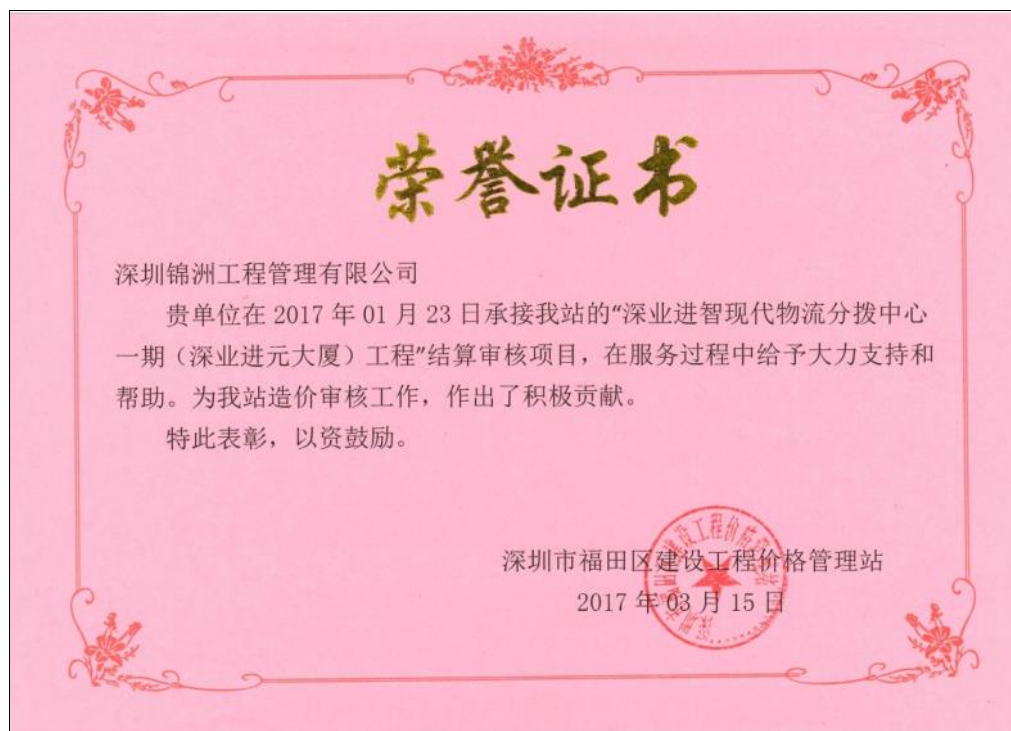 荣誉证书
深圳锦洲工程管理有限公司
贵单位在 2017 年 01 月 23 日承接我站的“深业进智现代物流分拨中心
一期（深业进元大厦）工程”结算审核项目，在服务过程中给予大力支持和
帮助。为我站造价审核工作，作出了积极贡献。
特此表彰，以资鼓励。
深圳市福田区建设工程价格管理站
2017 年 03 月 15 日